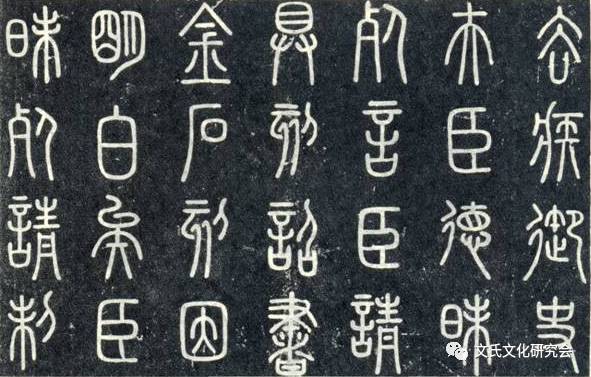 去疾御史
夫臣德昧
死言臣請
具刻詔書
金石刻因
明白矣臣
昧死請制
文氏文化研究会